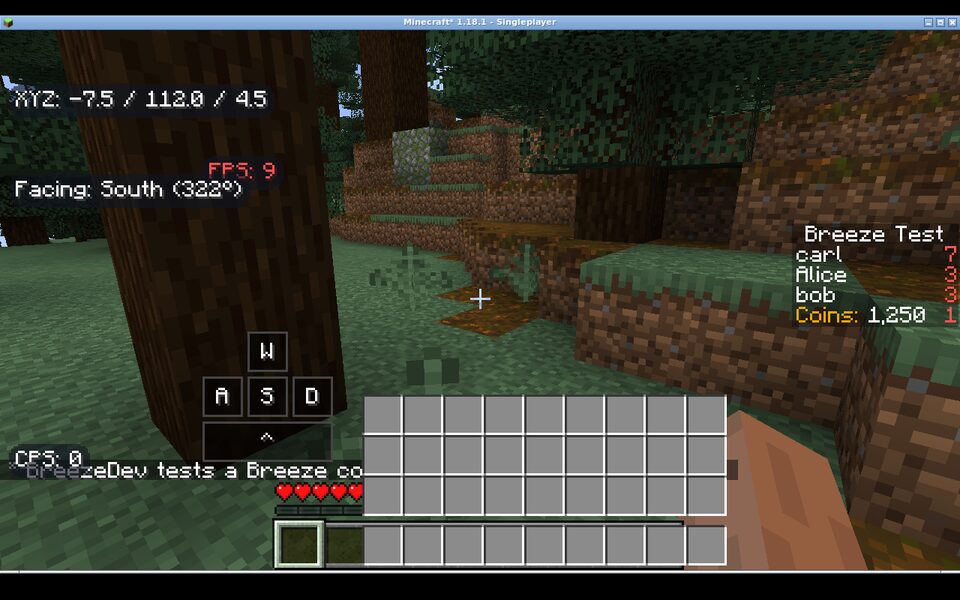 Minecraft* 1.18.1 - Singleplayer
XYZ: -7.5 / 112.0 / 4.5
FPS: 9
Facing: South (322°)
Breeze Test
carl 7
Alice 3
bob 3
Coins: 1,250 1
W
A S D
^
CPS: 0
BreezeDev tests a Breeze co